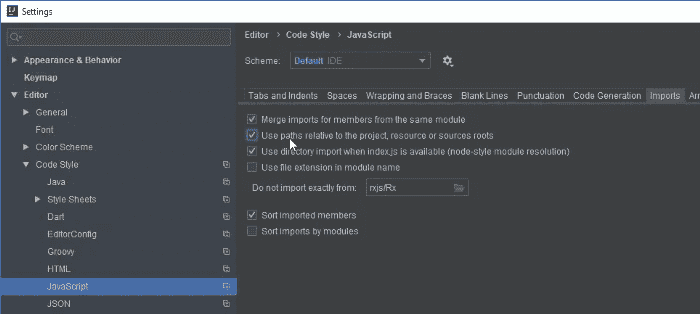 Settings
Editor > Code Style > JavaScript
Scheme: Default IDE
Appearance & Behavior
Keymap
Editor
General
Font
Color Scheme
Code Style
Java
Style Sheets
Dart
EditorConfig
Groovy
HTML
JavaScript
JSON
Tabs and Indents Spaces Wrapping and Braces Blank Lines Punctuation Code Generation Imports Arr
Merge imports for members from the same module
Use paths relative to the project, resource or sources roots
Use directory import when index.js is available (node-style module resolution)
Use file extension in module name
Do not import exactly from: rxjs/Rx
Sort imported members
Sort imports by modules